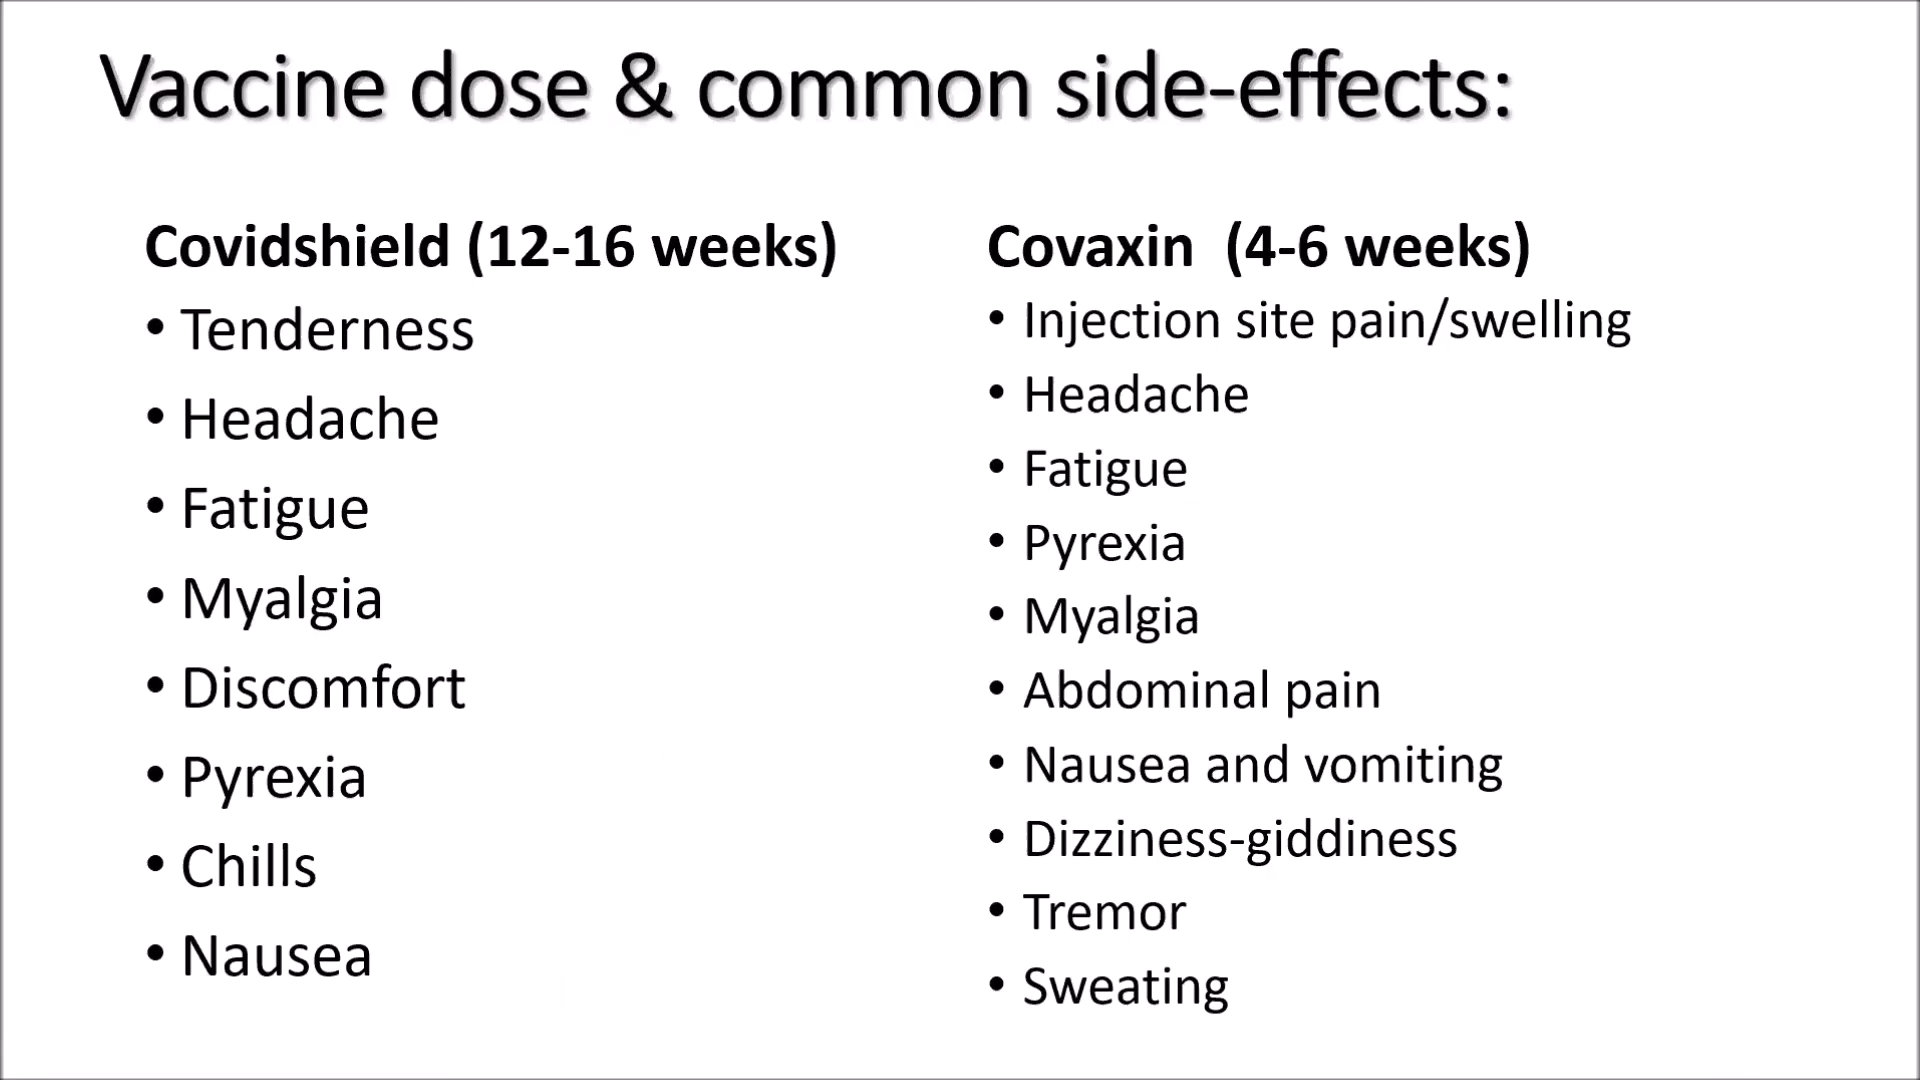 Vaccine dose & common side-effects:
Covidshield (12-16 weeks)
• Tenderness
• Headache
• Fatigue
• Myalgia
• Discomfort
• Pyrexia
• Chills
• Nausea
Covaxin (4-6 weeks)
• Injection site pain/swelling
• Headache
• Fatigue
• Pyrexia
• Myalgia
• Abdominal pain
• Nausea and vomiting
• Dizziness-giddiness
• Tremor
• Sweating